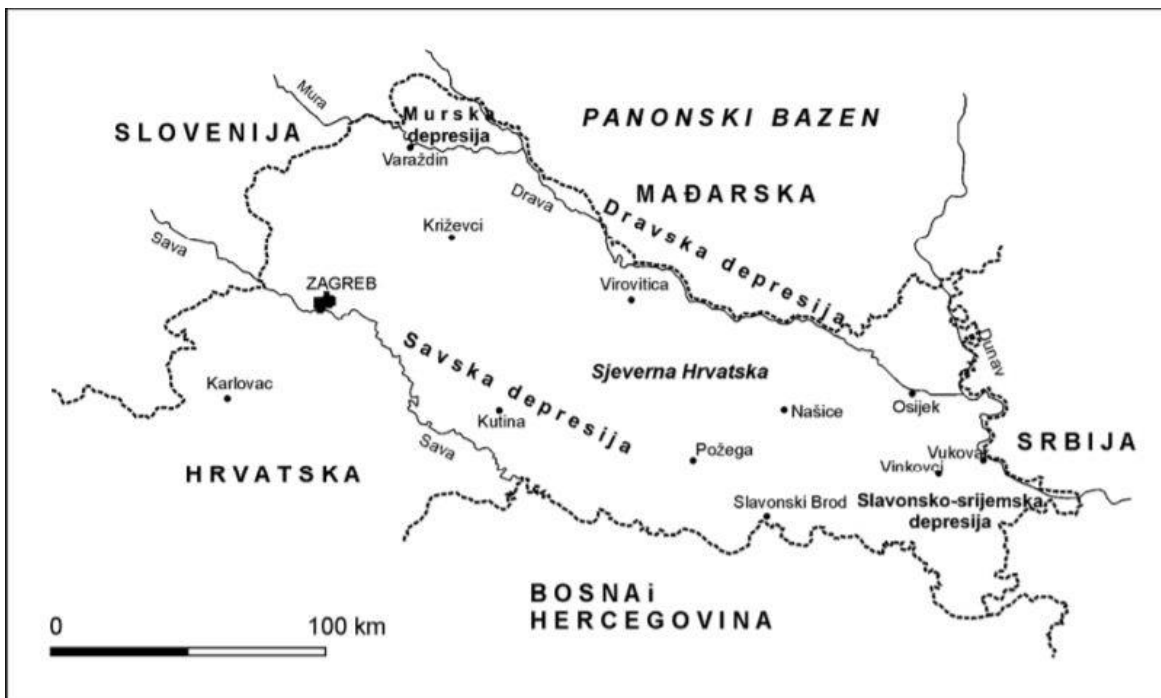 Mura
SLOVENIJA
Murska
depresija
Varaždin
PANONSKI BAZEN
MAĐARSKA
Drava
Dravska depresija
Križevci
Sava
ZAGREB
Virovitica
Savska depresija
Sjeverna Hrvatska
Dunav
Karlovac
Kutina
Našice
Osijek
Sava
Požega
SRBIJA
HRVATSKA
Vukova
Vinkovci
Slavonski Brod
Slavonsko-srijemska
depresija
BOSNA i
HERCEGOVINA
0 100 km